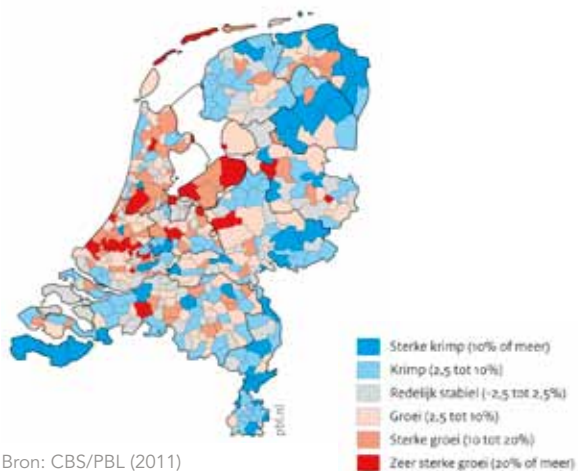 pbl.nl
Sterke krimp (10% of meer)
Krimp (2,5 tot 10%)
Redelijk stabiel (-2,5 tot 2,5%)
Groei (2,5 tot 10%)
Sterke groei (10 tot 20%)
Zeer sterke groei (20% of meer)
Bron: CBS/PBL (2011)